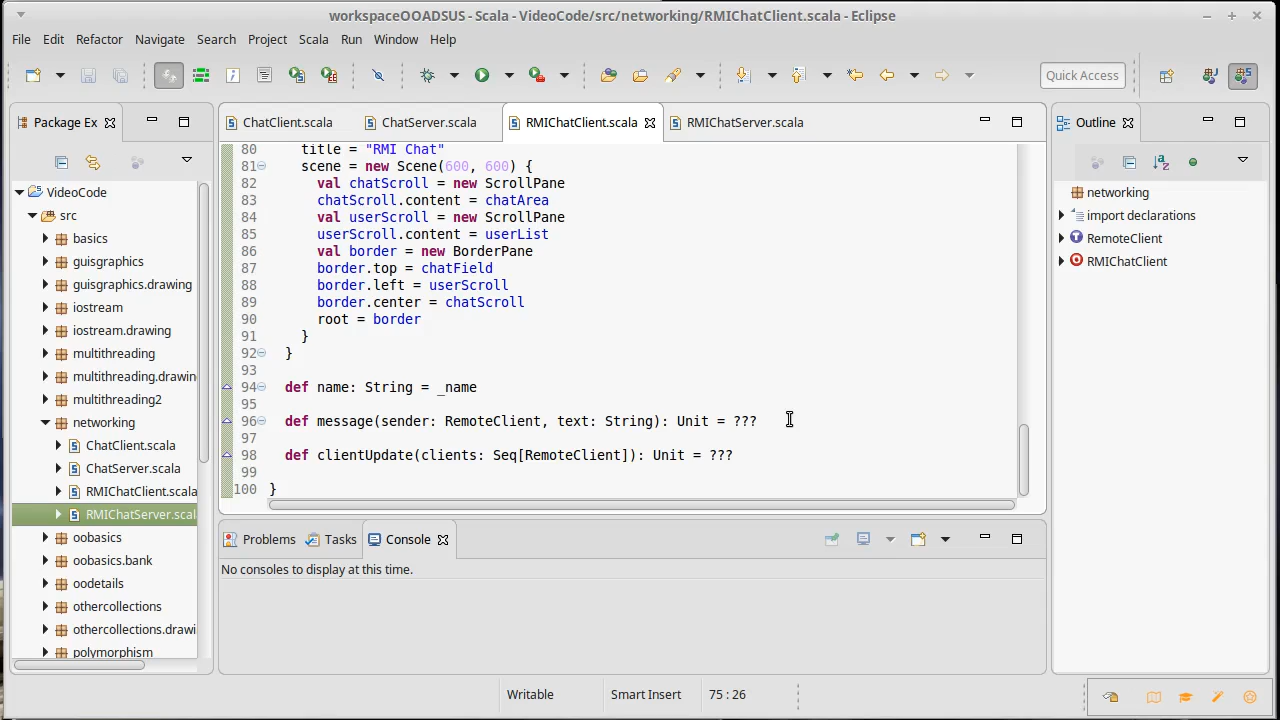 workspaceOOADSUS - Scala - VideoCode/src/networking/RMIChatClient.scala - Eclipse
File Edit Refactor Navigate Search Project Scala Run Window Help
Quick Access
Package Ex
ChatClient.scala ChatServer.scala RMIChatClient.scala RMIChatServer.scala
Outline
VideoCode
src
basics
guisgraphics
guisgraphics.drawing
iostream
iostream.drawing
multithreading
multithreading.drawin
multithreading2
networking
ChatClient.scala
ChatServer.scala
RMIChatClient.scala
RMIChatServer.scal
oobasics
oobasics.bank
oodetails
othercollections
othercollections.drawi
polymorphism
80 title = "RMI Chat"
81 scene = new Scene(600, 600) {
82 val chatScroll = new ScrollPane
83 chatScroll.content = chatArea
84 val userScroll = new ScrollPane
85 userScroll.content = userList
86 val border = new BorderPane
87 border.top = chatField
88 border.left = userScroll
89 border.center = chatScroll
90 root = border
91 }
92 }
93
94 def name: String = _name
95
96 def message(sender: RemoteClient, text: String): Unit = ???
97
98 def clientUpdate(clients: Seq[RemoteClient]): Unit = ???
99
100 }
networking
import declarations
RemoteClient
RMIChatClient
Problems Tasks Console
No consoles to display at this time.
Writable Smart Insert 75 : 26